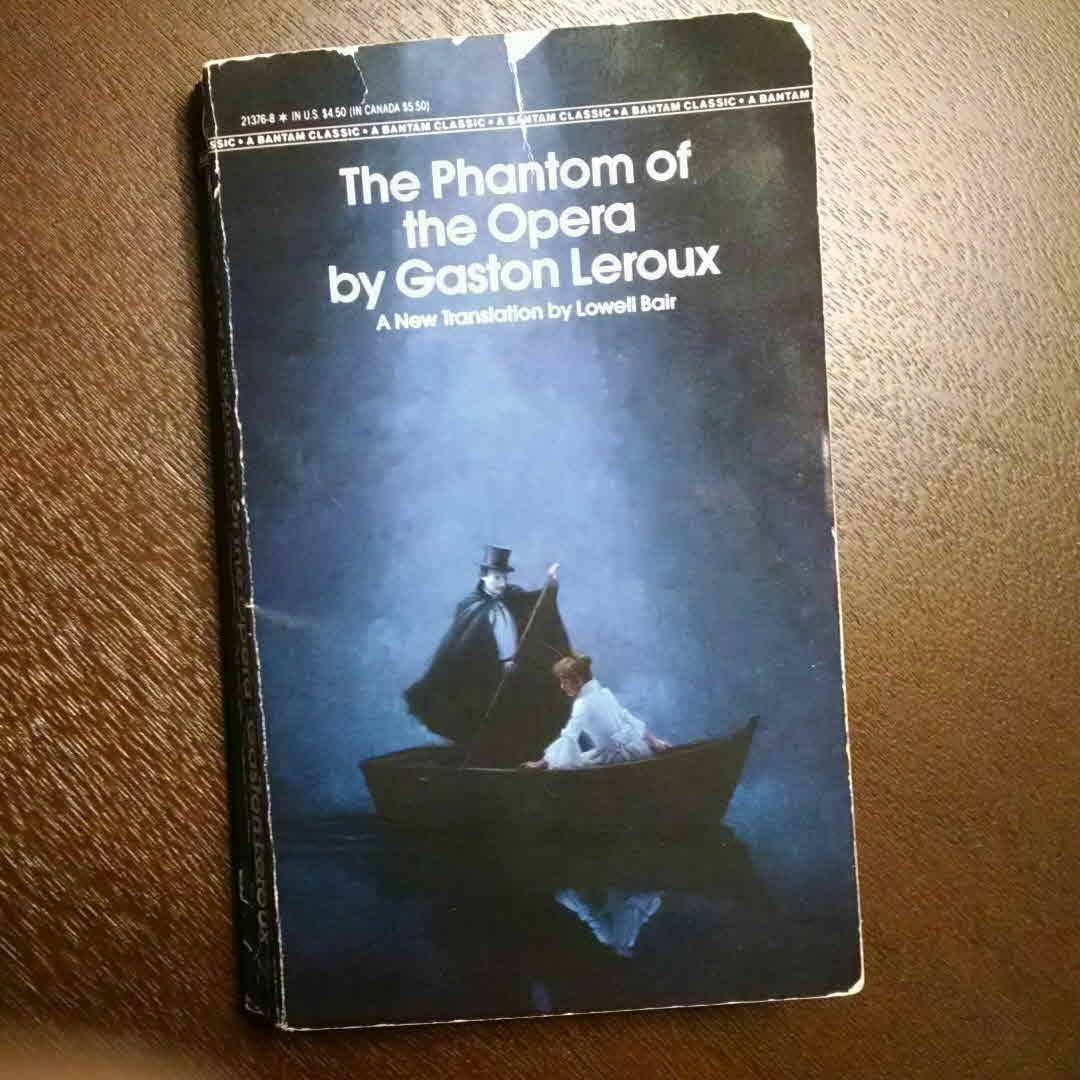 21376-8 * IN U.S. $4.50 (IN CANADA $5.50)
SSIC • A BANTAM CLASSIC • A BANTAM CLASSIC • A BANTAM CLASSIC • A BANTAM CLASSIC • A BANTAM
The Phantom of
the Opera
by Gaston Leroux
A New Translation by Lowell Bair